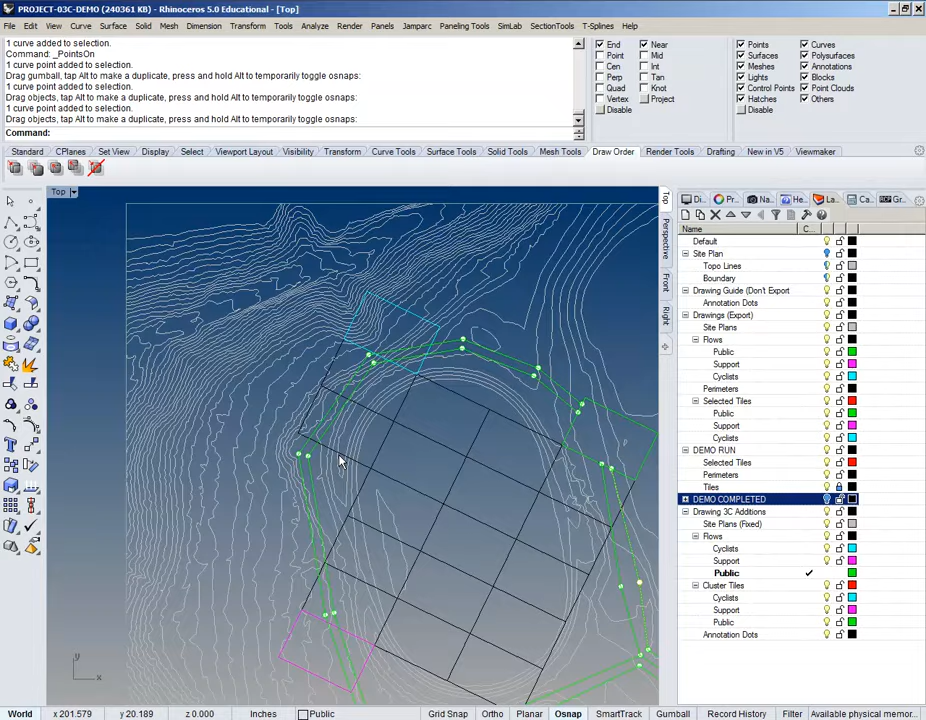 PROJECT-03C-DEMO (240361 KB) - Rhinoceros 5.0 Educational - [Top]
File Edit View Curve Surface Solid Mesh Dimension Transform Tools Analyze Render Panels Jamparc Paneling Tools SimLab SectionTools T-Splines Help
1 curve added to selection.
Command: _PointsOn
1 curve point added to selection.
Drag gumball, tap Alt to make a duplicate, press and hold Alt to temporarily toggle osnaps:
1 curve point added to selection.
Drag objects, tap Alt to make a duplicate, press and hold Alt to temporarily toggle osnaps:
1 curve point added to selection.
Drag objects, tap Alt to make a duplicate, press and hold Alt to temporarily toggle osnaps:
Command:
End Near
Point Mid
Cen Int
Perp Tan
Quad Knot
Vertex Project
Disable
Points Curves
Surfaces Polysurfaces
Meshes Annotations
Lights Blocks
Control Points Point Clouds
Hatches Others
Disable
Standard CPlanes Set View Display Select Viewport Layout Visibility Transform Curve Tools Surface Tools Solid Tools Mesh Tools Draw Order Render Tools Drafting New in V5 Viewmaker
Top
Top
Perspective
Front
Right
Di... Pr... Na... He... La... Ca... Gr...
Name C...
Default
Site Plan
Topo Lines
Boundary
Drawing Guide (Don't Export
Annotation Dots
Drawings (Export)
Site Plans
Rows
Public
Support
Cyclists
Perimeters
Selected Tiles
Public
Support
Cyclists
DEMO RUN
Selected Tiles
Perimeters
Tiles
DEMO COMPLETED
Drawing 3C Additions
Site Plans (Fixed)
Rows
Cyclists
Support
Public
Cluster Tiles
Cyclists
Support
Public
Annotation Dots
y
x
World x 201.579 y 20.189 z 0.000 Inches Public Grid Snap Ortho Planar Osnap SmartTrack Gumball Record History Filter Available physical memor...